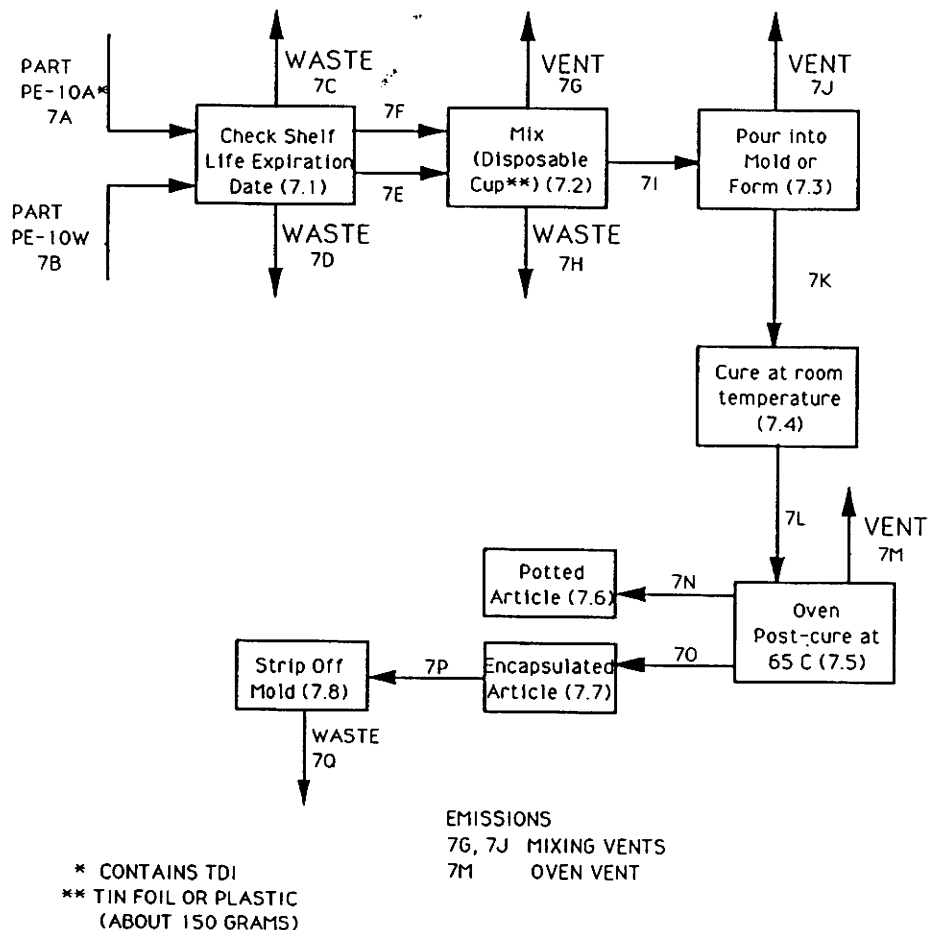 PART
PE-10A*
7A
WASTE
7C
Check Shelf
Life Expiration
Date (7.1)
PART
PE-10W
7B
WASTE
7D
7F
7E
VENT
7G
Mix
(Disposable
Cup**) (7.2)
WASTE
7H
7I
VENT
7J
Pour into
Mold or
Form (7.3)
7K
Cure at room
temperature
(7.4)
7L
VENT
7M
Oven
Post-cure at
65 C (7.5)
7N
Potted
Article (7.6)
7O
Encapsulated
Article (7.7)
7P
Strip Off
Mold (7.8)
WASTE
7Q
EMISSIONS
7G, 7J MIXING VENTS
7M OVEN VENT
* CONTAINS TDI
** TIN FOIL OR PLASTIC
(ABOUT 150 GRAMS)